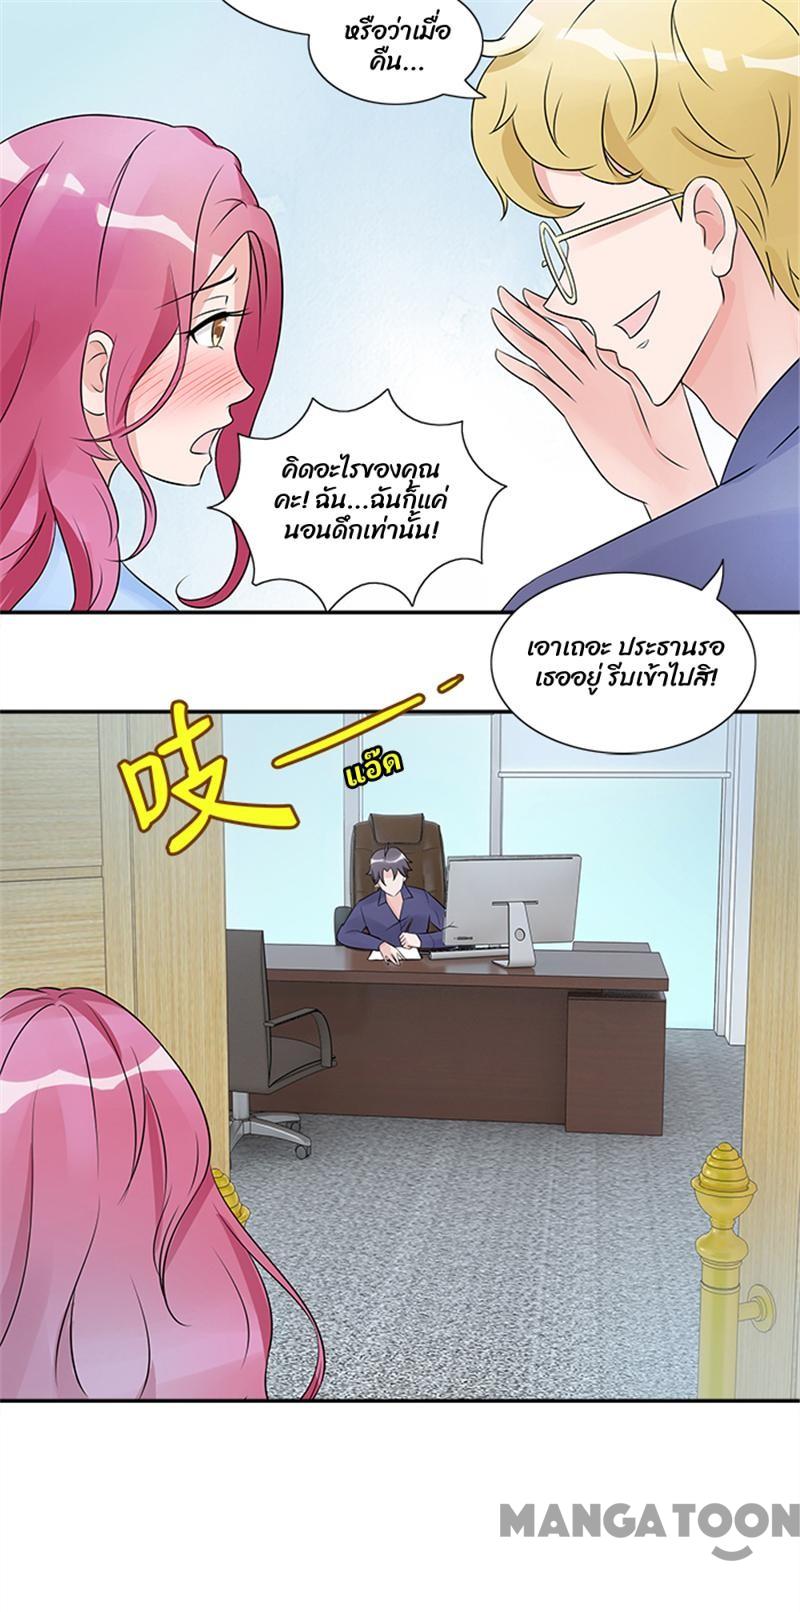 หรือว่าเมื่อ
คืน...
คิดอะไรของคุณ
คะ! ฉัน...ฉันก็แค่
นอนดึกเท่านั้น!
เอาเถอะ ประธานรอ
เธออยู่ รีบเข้าไปสิ!
吱一
แอ๊ด
MANGATOON